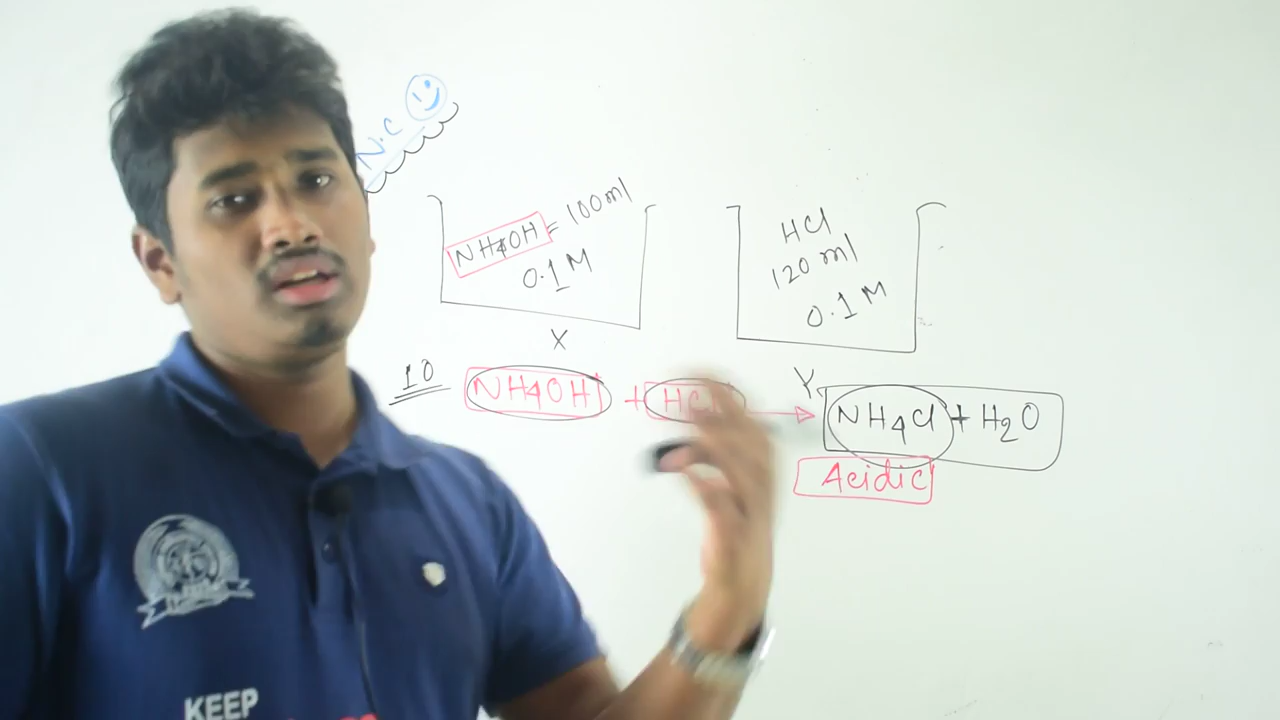 N.C
NH4OH = 100ml
0.1 M
X
HCl
120 ml
0.1 M
Y
10 NH4OH + HCl NH4Cl + H2O
Acidic
KEEP